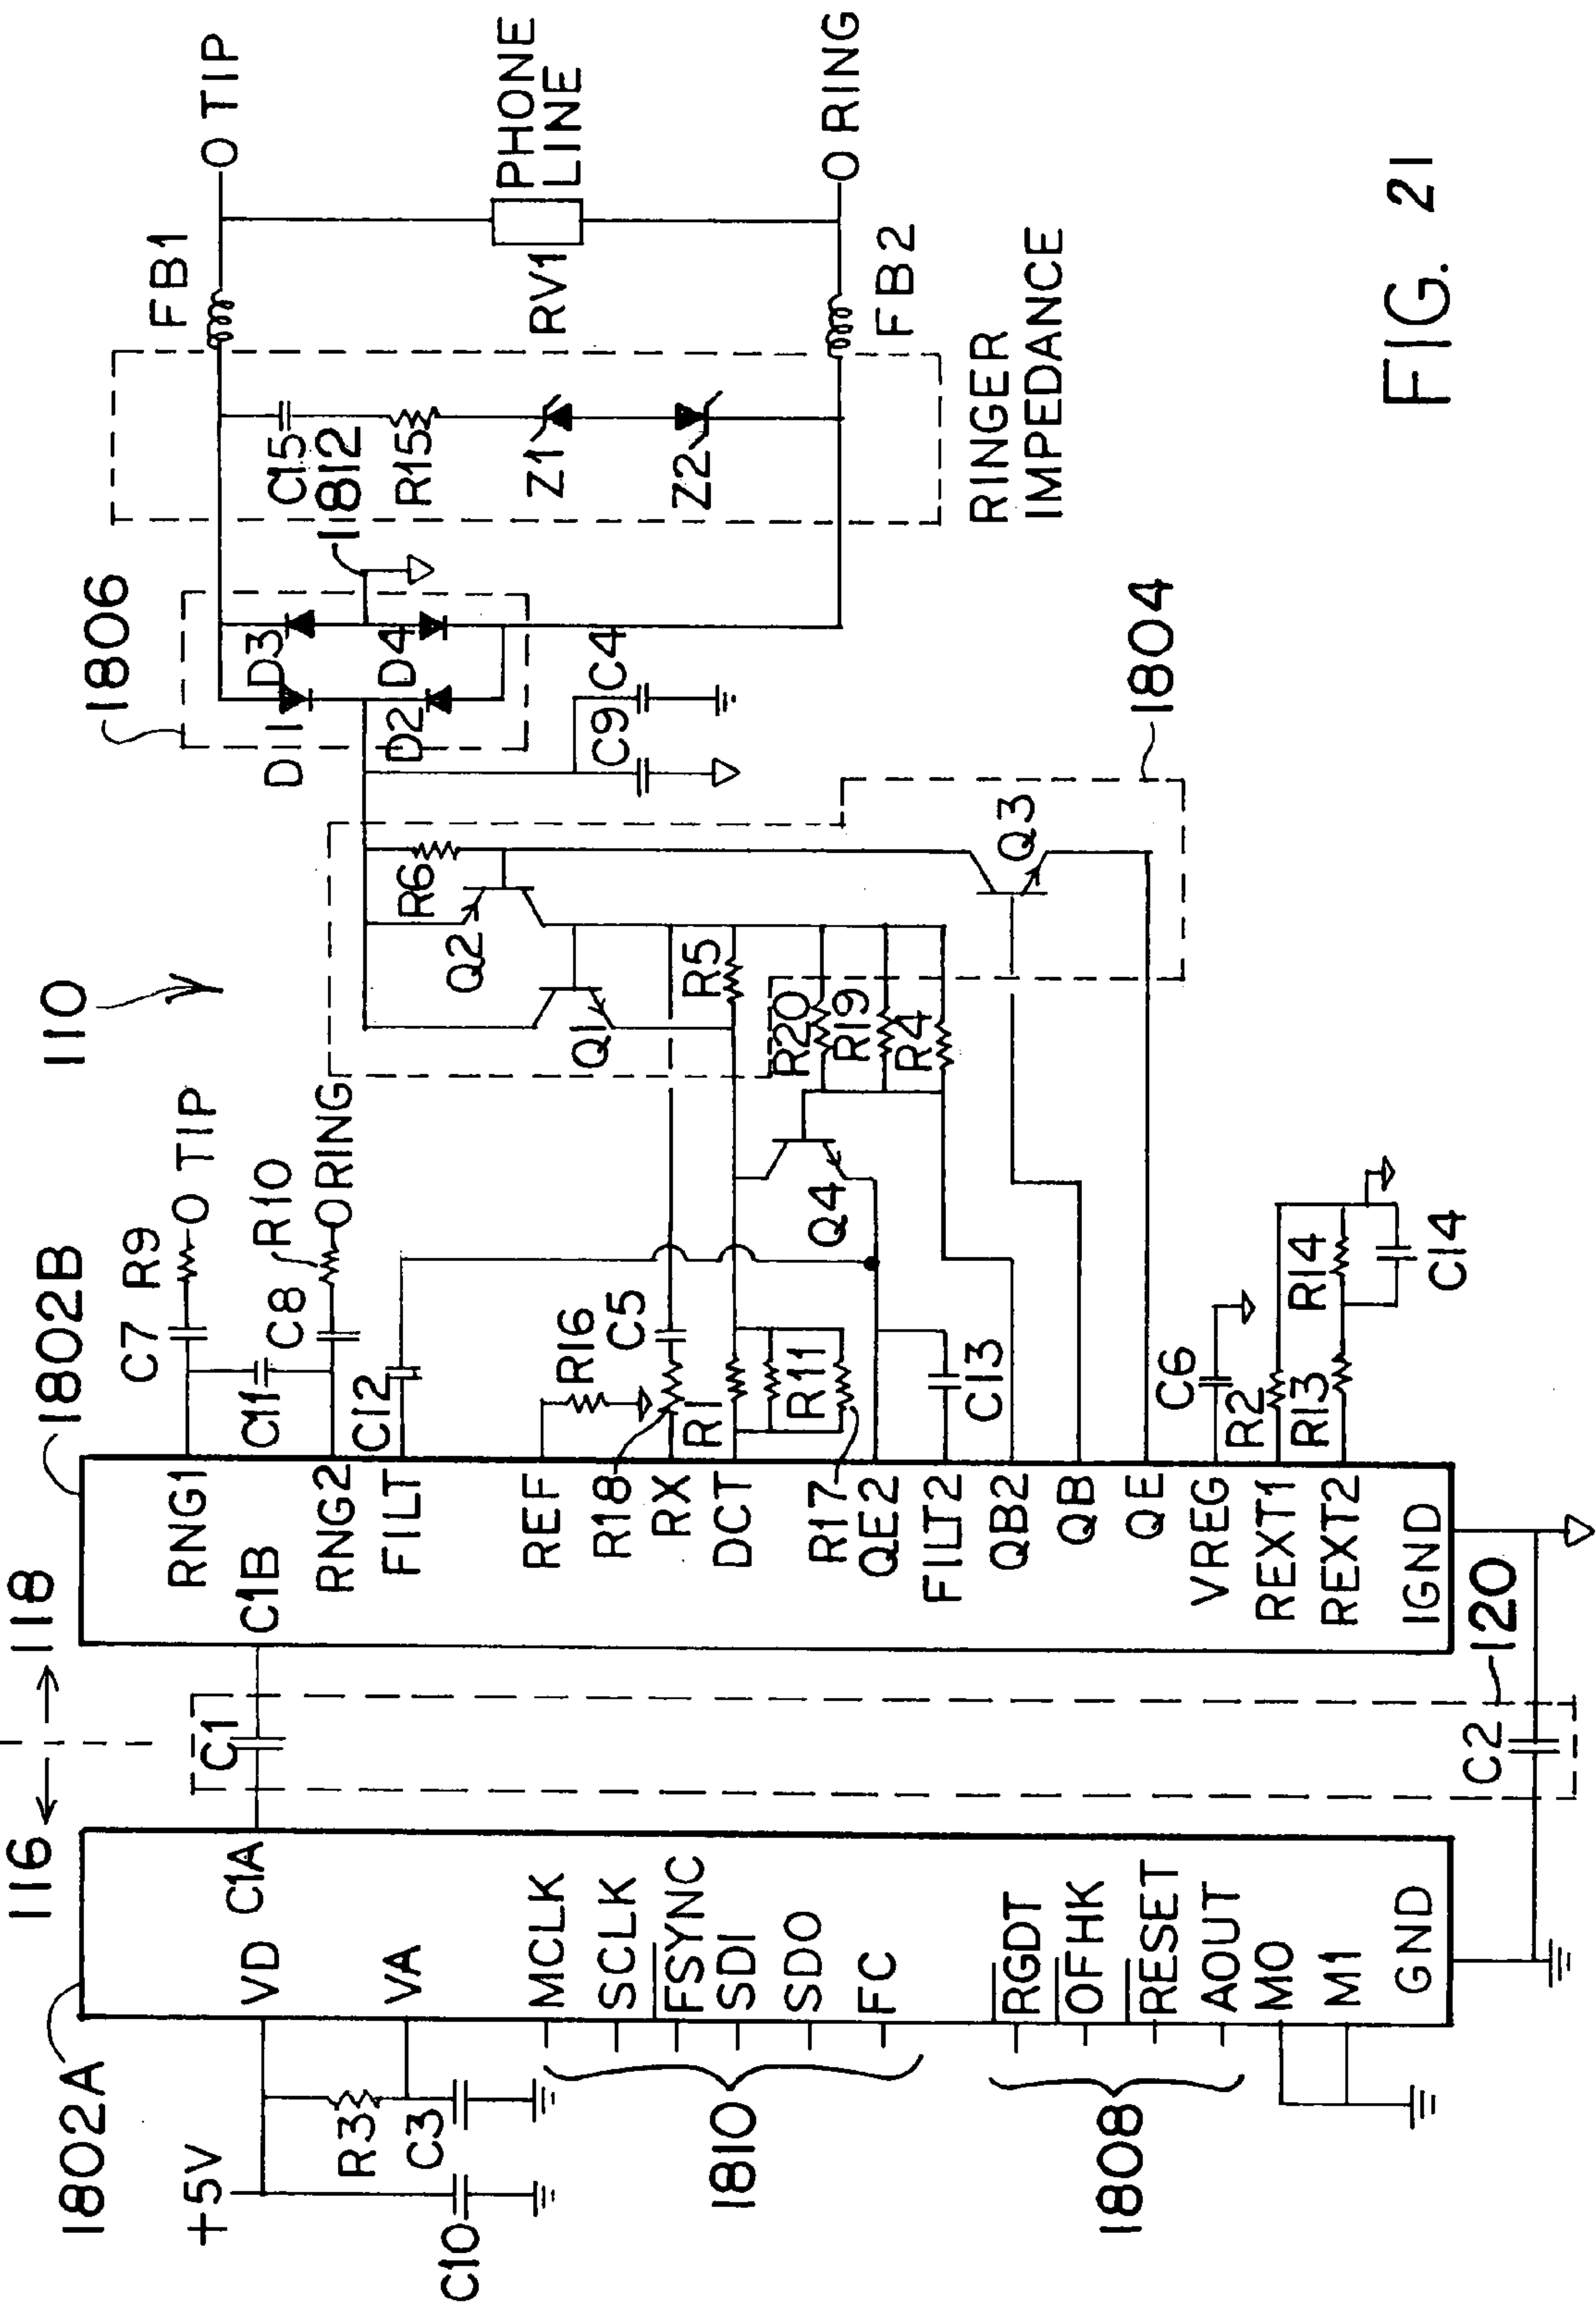 116
118
110
1802A
1802B
1806
+5V
VD
C1A
C1
C1B
RNG1
C7
R9
O TIP
C11
C8
R10
O RING
RNG2
C12
FILT
R3
C3
VA
C10
MCLK
SCLK
FSYNC
SDI
SDO
FC
1810
RGDT
OFHK
RESET
AOUT
M0
M1
GND
1808
C2
120
REF
R16
R18
C5
RX
R1
DCT
R11
R17
QE2
FILT2
C13
QB2
QB
QE
VREG
C6
REXT1
R2
REXT2
R13
R14
C14
IGND
Q4
R20
R19
R4
R5
Q1
Q2
R6
Q3
1804
C9
C4
D1
D2
D3
D4
1812
C15
R15
Z1
Z2
RINGER
IMPEDANCE
FB1
FB2
RV1
PHONE
LINE
O TIP
O RING
FIG. 21